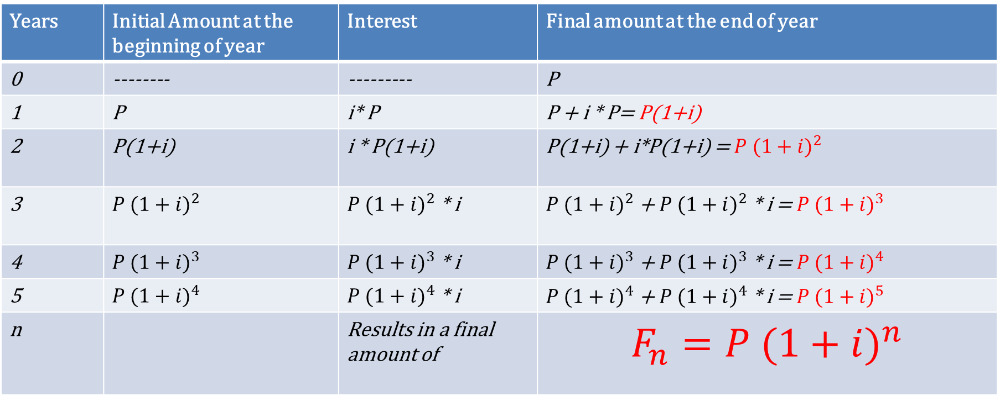 Years
Initial Amount at the
beginning of year
Interest
Final amount at the end of year
0
--------
---------
P
1
P
i* P
P + i * P= P(1+i)
2
P(1+i)
i * P(1+i)
P(1+i) + i*P(1+i) = P (1 + i)²
3
P (1 + i)²
P (1 + i)² * i
P (1 + i)² + P (1 + i)² * i = P (1 + i)³
4
P (1 + i)³
P (1 + i)³ * i
P (1 + i)³ + P (1 + i)³ * i = P (1 + i)⁴
5
P (1 + i)⁴
P (1 + i)⁴ * i
P (1 + i)⁴ + P (1 + i)⁴ * i = P (1 + i)⁵
n
Results in a final
amount of
Fₙ = P (1 + i)ⁿ